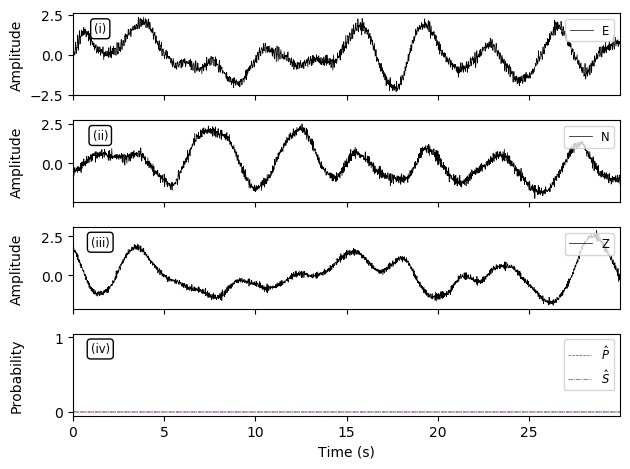 2.5
0.0
−2.5
Amplitude
(i)
E
2.5
0.0
Amplitude
(ii)
N
2.5
0.0
Amplitude
(iii)
Z
1
0
Probability
(iv)
P̂
Ŝ
0 5 10 15 20 25
Time (s)